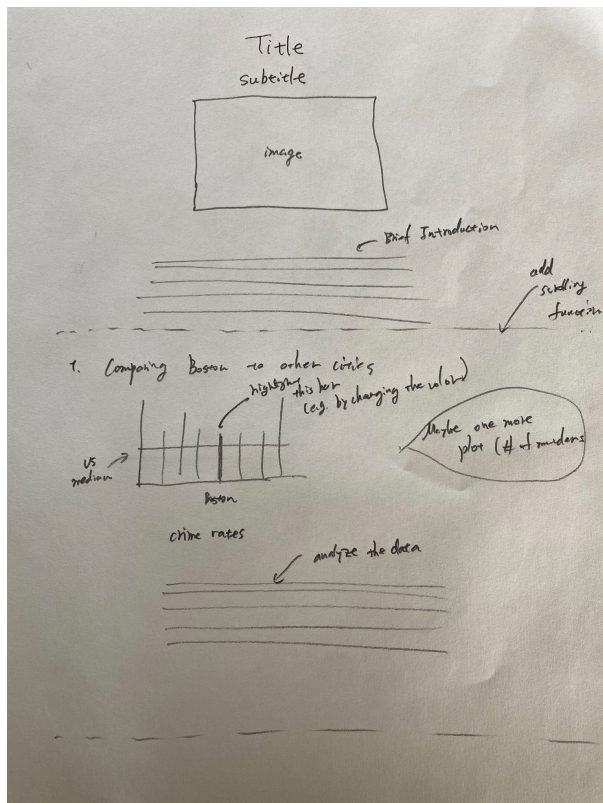 Title
subtitle
image
Brief Introduction
add
scrolling
function
1. Comparing Boston to other cities
highlight
this bar
(e.g. by changing the color)
US
median
Boston
Maybe one more
plot (# of murders
crime rates
analyze the data